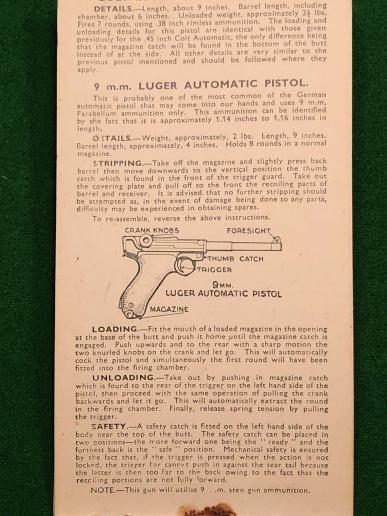 DETAILS.—Length, about 9 inches. Barrel length, including
chamber, about 6 inches. Unloaded weight, approximately 2½ lbs.
Fires 7 rounds, using .38 inch rimless ammunition. The loading and
unloading details for this pistol are identical with those given
previously for the .45 inch Colt Automatic, the only difference being
that the magazine catch will be found in the bottom of the butt
instead of at the side. All other details are very similar to the
previous pistol mentioned and should be followed where they
apply.
9 m.m. LUGER AUTOMATIC PISTOL.
This is probably one of the most common of the German
automatic pistol that may come into our hands and uses 9 m.m.
Parabellum ammunition only. This ammunition can be identified
by the fact that it is approximately 1.14 inches to 1.16 inches in
length.
DETAILS.—Weight, approximately, 2 lbs. Length, 9 inches.
Barrel length, approximately, 4 inches. Holds 8 rounds in a normal
magazine.
STRIPPING.—Take off the magazine and slightly press back
barrel then move downwards to the vertical position the thumb
catch which is found in the front of the trigger guard. Take out
the covering plate and pull off to the front the recoiling parts of
barrel and receiver. It is advised that no further stripping should
be attempted as, in the event of damage being done to any parts,
difficulty may be experienced in obtaining spares.
To re-assemble, reverse the above instructions.
CRANK KNOBS FORESIGHT
THUMB CATCH
TRIGGER
9MM.
LUGER AUTOMATIC PISTOL
MAGAZINE
LOADING.—Fit the mouth of a loaded magazine in the opening
at the base of the butt and push it home until the magazine catch is
engaged. Push upwards and to the rear with a sharp motion the
two knurled knobs on the crank and let go. This will automatically
cock the pistol and simultaneously the first round will have been
fitted into the firing chamber.
UNLOADING.—Take out by pushing in magazine catch
which is found to the rear of the trigger on the left hand side of the
pistol, then proceed with the same operation of pulling the crank
backwards and let it go. This will automatically extract the round
in the firing chamber. Finally, release spring tension by pulling
the trigger.
SAFETY.—A safety catch is fitted on the left hand side of the
body near the top of the butt. The safety catch can be placed in
two positions—the more forward one being the " ready " and the
furthest back is the " safe " position. Mechanical safety is ensured
by the fact that, if the trigger is pressed when the action is not
locked, the trigger bar cannot push in against the sear tail because
the latter is then too far to the back owing to the fact that the
recoiling portions are not fully forward.
NOTE.—This gun will utilise 9 .m. sten gun ammunition.